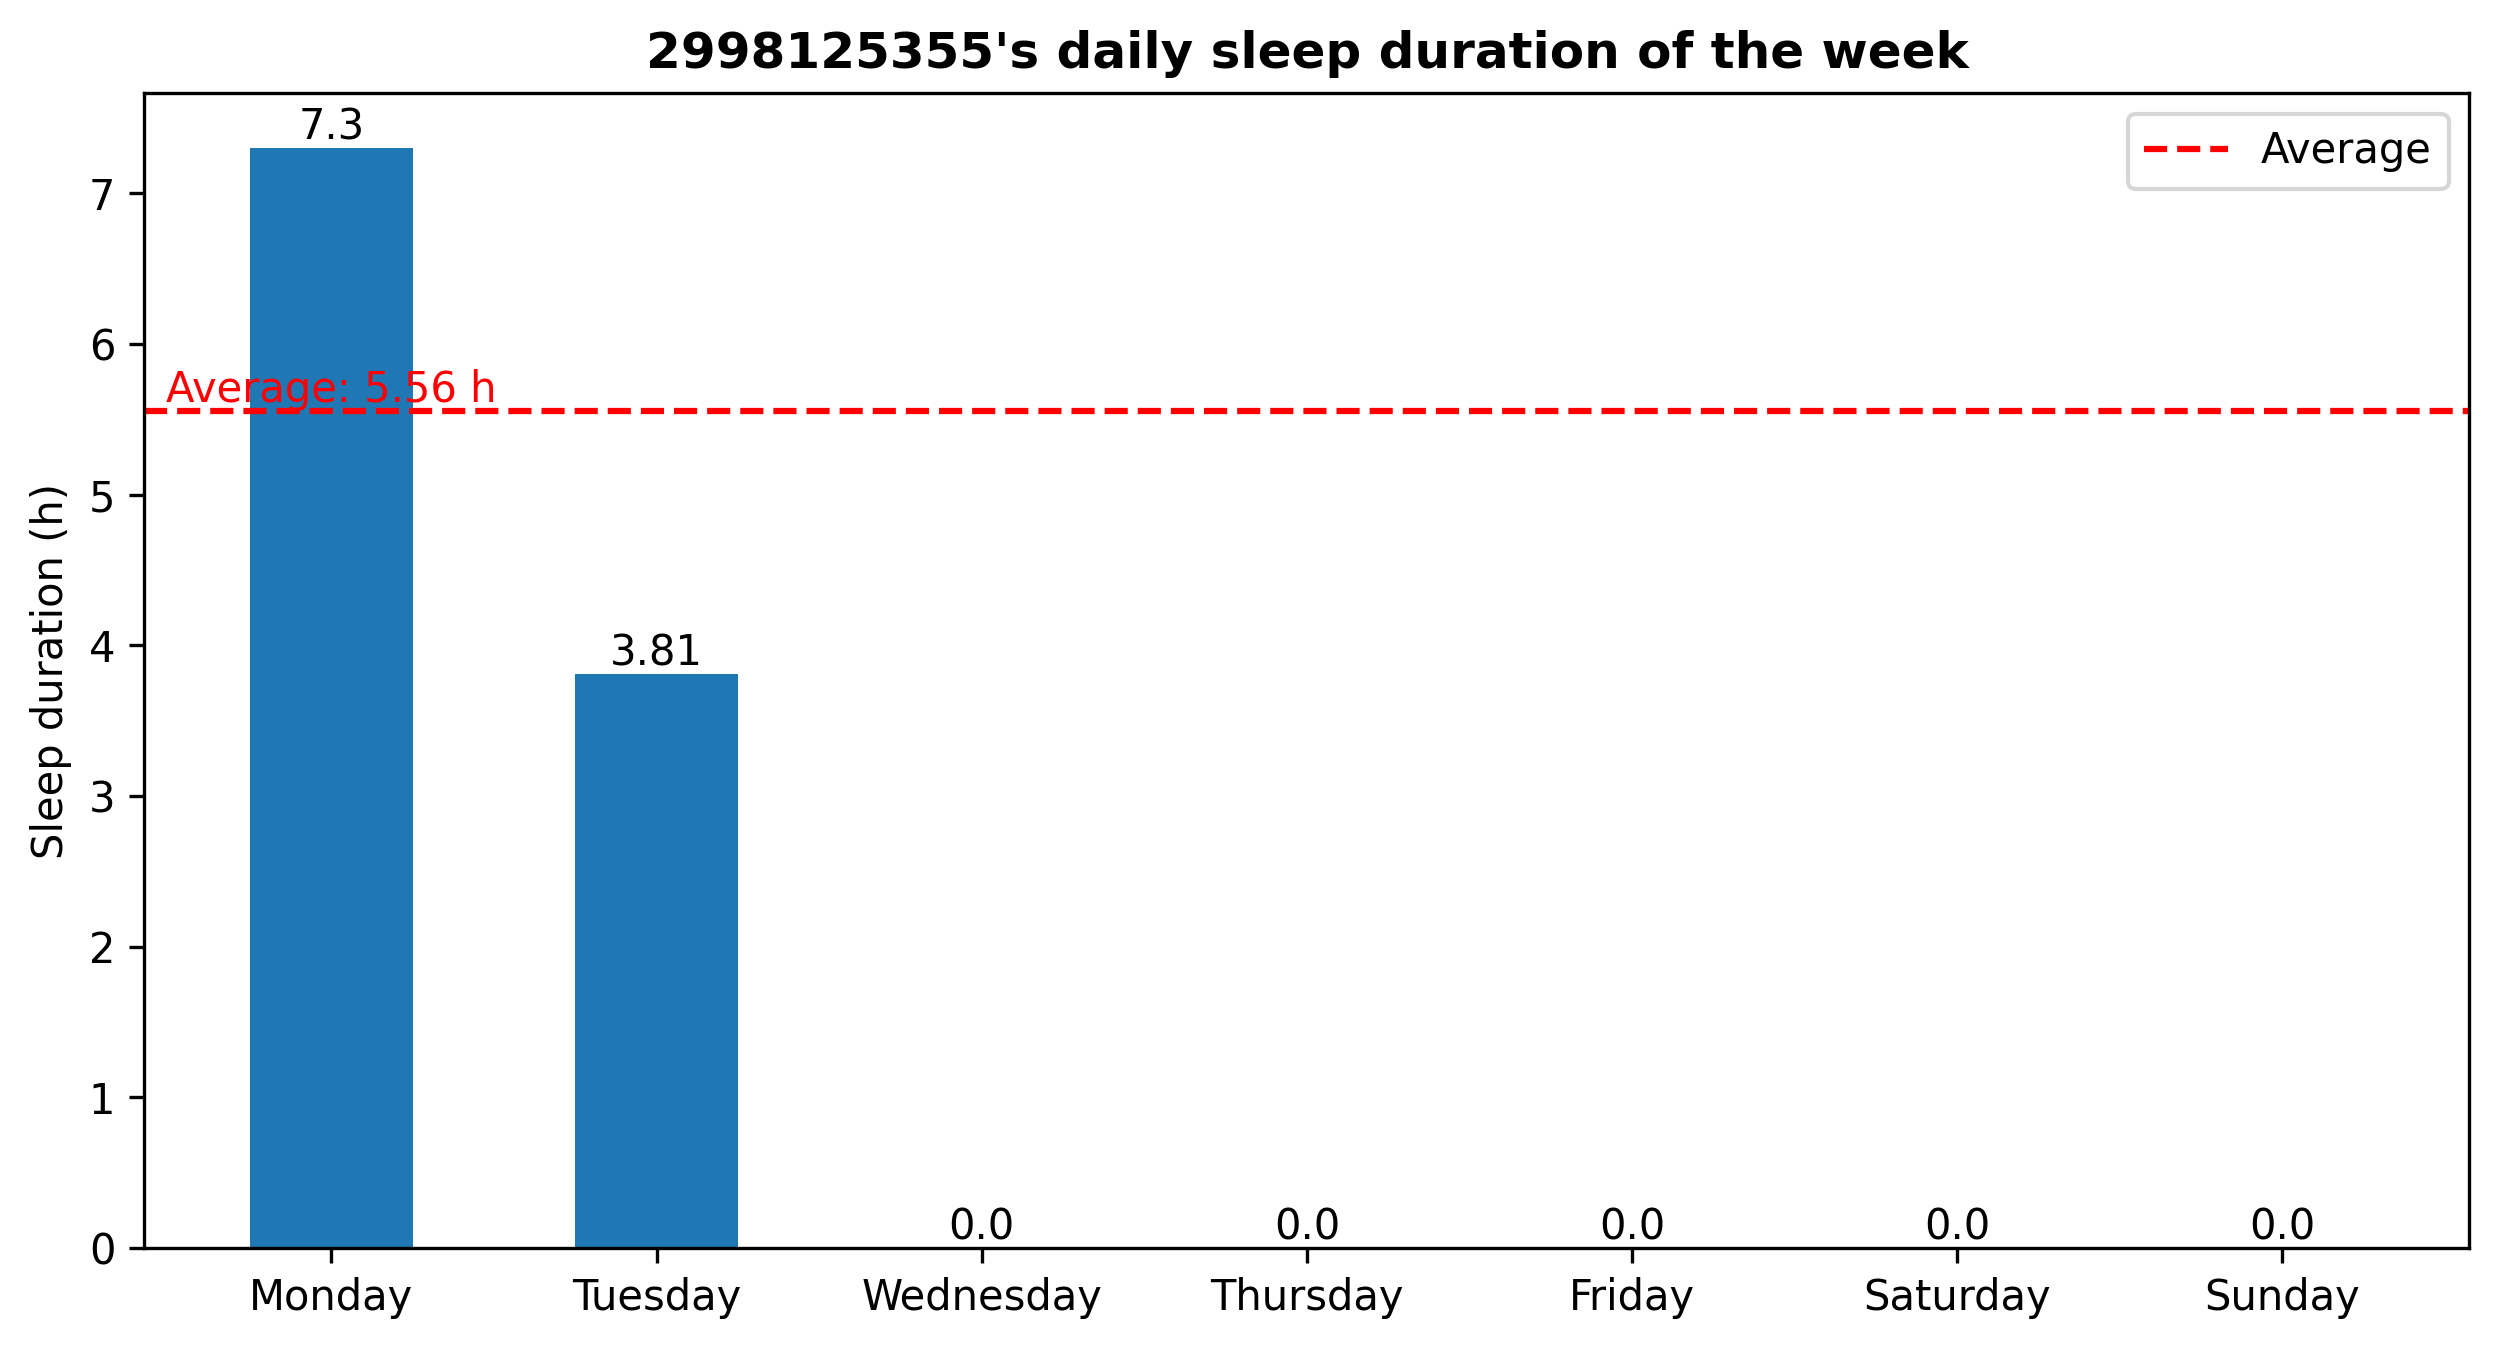 2998125355's daily sleep duration of the week
Average
7.3
Average: 5.56 h
3.81
0.0
0.0
0.0
0.0
0.0
Sleep duration (h)
7
6
5
4
3
2
1
0
Monday
Tuesday
Wednesday
Thursday
Friday
Saturday
Sunday